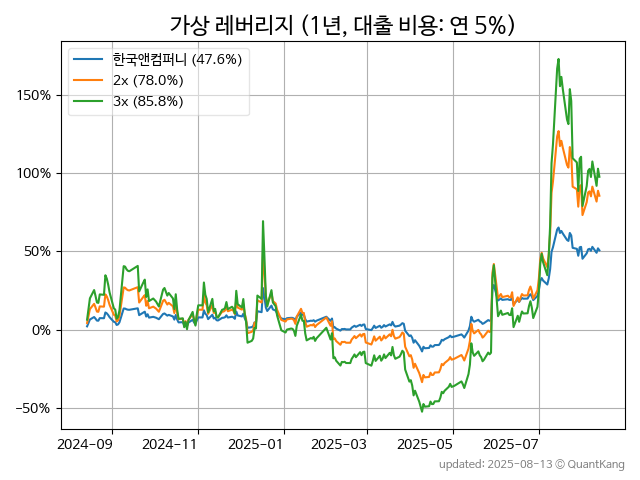 가상 레버리지 (1년, 대출 비용: 연 5%)
한국앤컴퍼니 (47.6%)
2x (78.0%)
3x (85.8%)
150%
100%
50%
0%
−50%
2024-09 2024-11 2025-01 2025-03 2025-05 2025-07
updated: 2025-08-13 © QuantKang